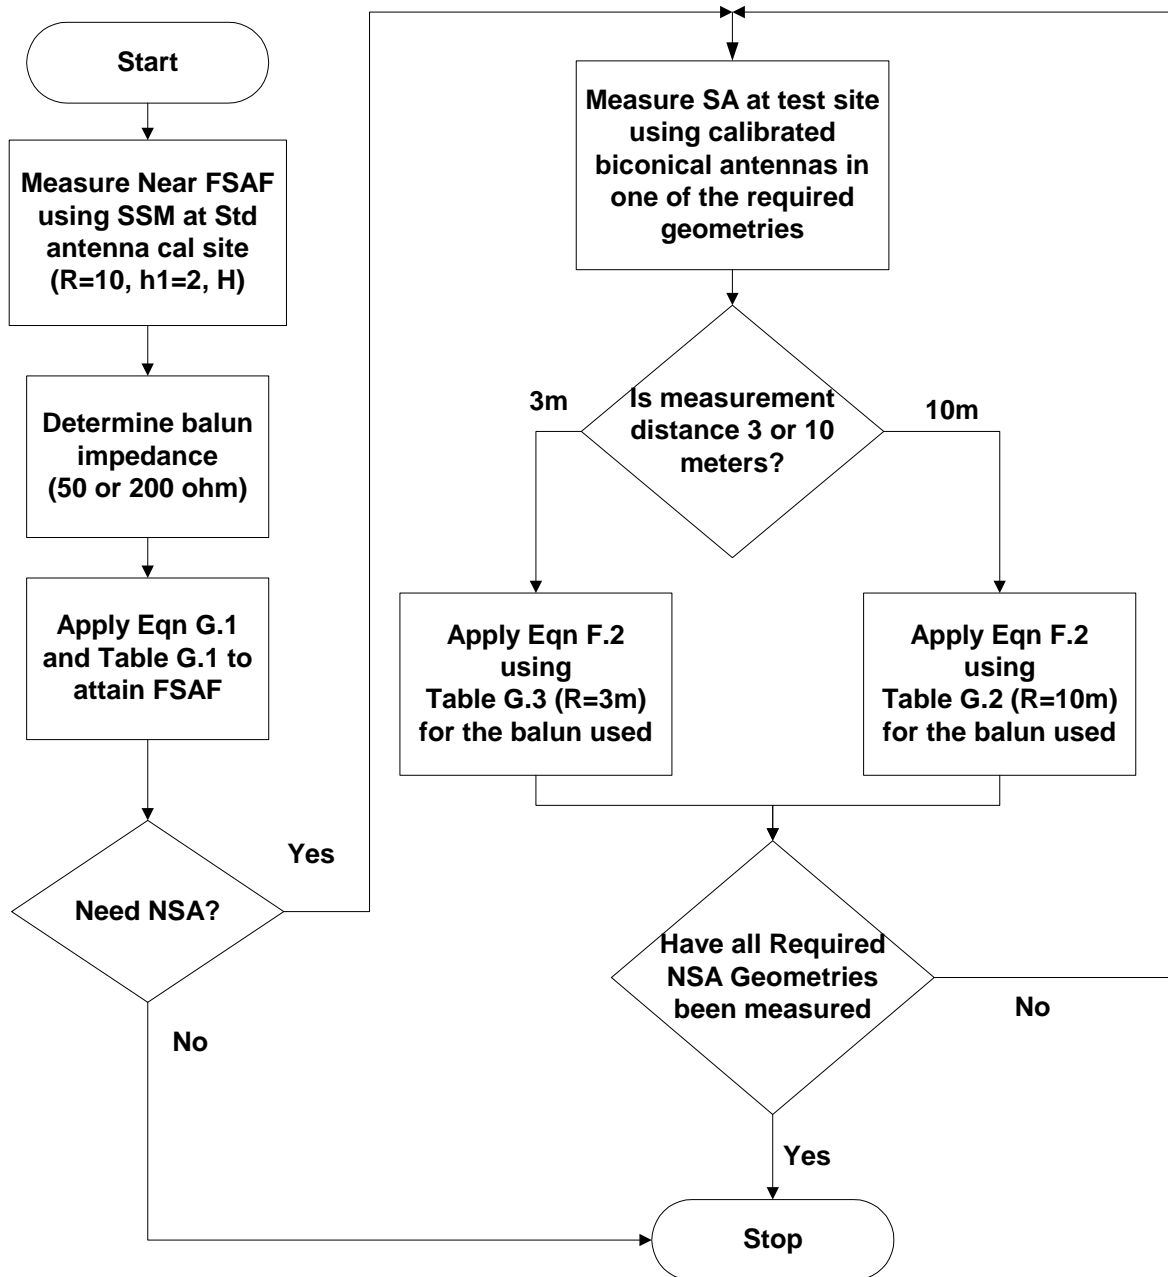 Start
Measure Near FSAF
using SSM at Std
antenna cal site
(R=10, h1=2, H)
Determine balun
impedance
(50 or 200 ohm)
Apply Eqn G.1
and Table G.1 to
attain FSAF
Need NSA?
Yes
No
Measure SA at test site
using calibrated
biconical antennas in
one of the required
geometries
Is measurement
distance 3 or 10
meters?
3m
10m
Apply Eqn F.2
using
Table G.3 (R=3m)
for the balun used
Apply Eqn F.2
using
Table G.2 (R=10m)
for the balun used
Have all Required
NSA Geometries
been measured
No
Yes
Stop